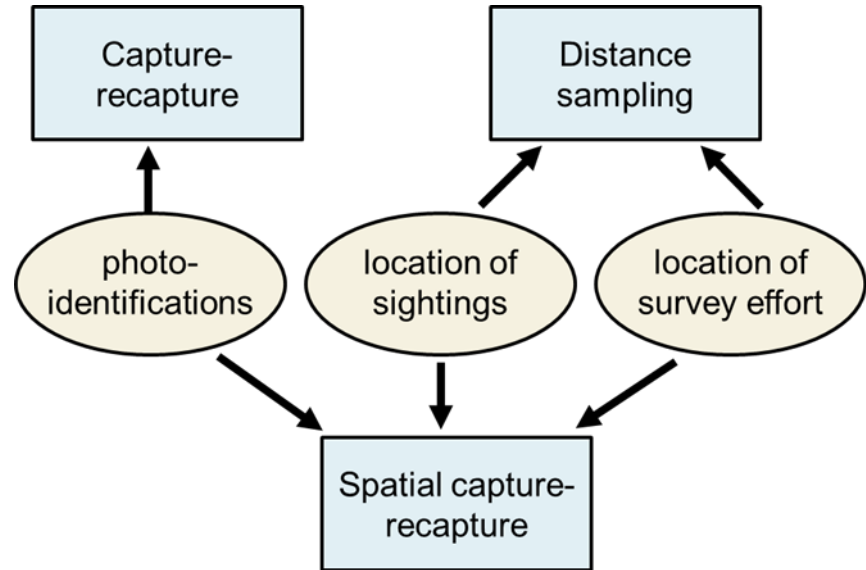 Capture-
recapture
Distance
sampling
photo-
identifications
location of
sightings
location of
survey effort
Spatial capture-
recapture